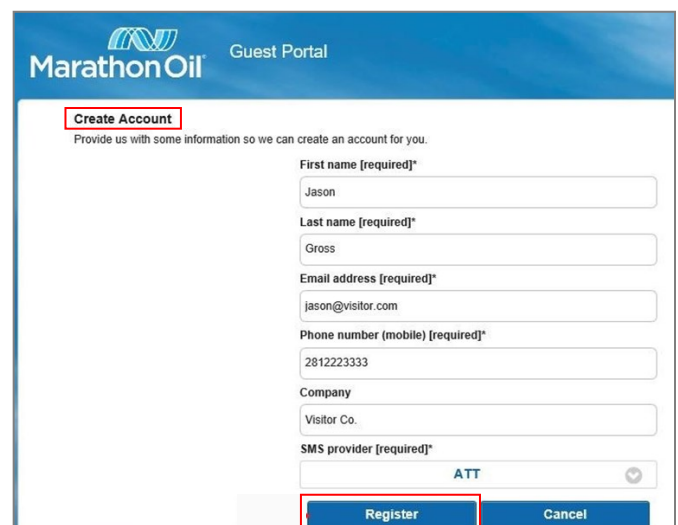 Marathon Oil
Guest Portal
Create Account
Provide us with some information so we can create an account for you.
First name [required]*
Jason
Last name [required]*
Gross
Email address [required]*
jason@visitor.com
Phone number (mobile) [required]*
2812223333
Company
Visitor Co.
SMS provider [required]*
ATT
Register Cancel